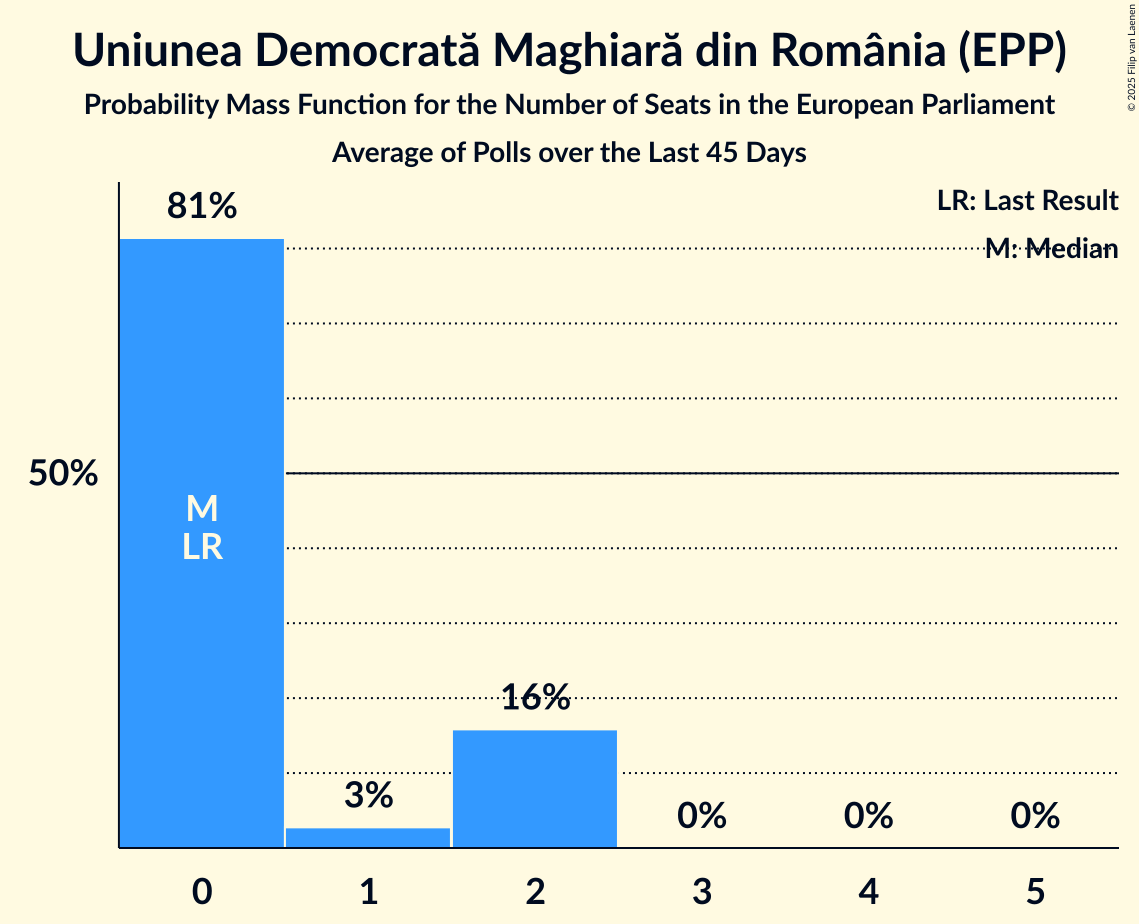 Uniunea Democrată Maghiară din România (EPP)
Probability Mass Function for the Number of Seats in the European Parliament
Average of Polls over the Last 45 Days
© 2025 Filip van Laenen
LR: Last Result
M: Median
81%
50%
M
LR
16%
3%
0%
0%
0%
0
1
2
3
4
5